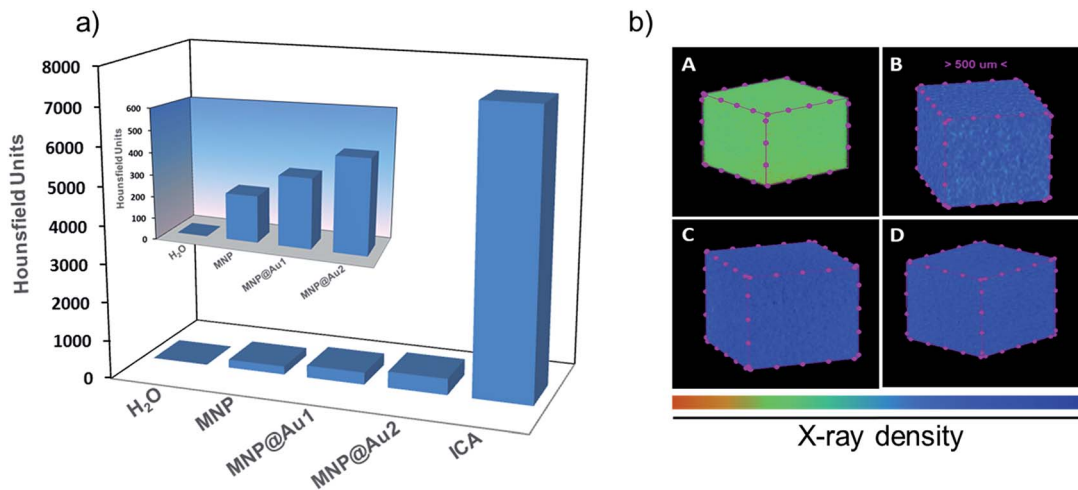 a)
8000
7000
6000
5000
4000
3000
2000
1000
0
Hounsfield Units
600
500
400
300
200
100
0
Hounsfield Units
H₂O
MNP
MNP@Au1
MNP@Au2
H₂O
MNP
MNP@Au1
MNP@Au2
ICA
b)
A
B
> 500 um <
C
D
X-ray density